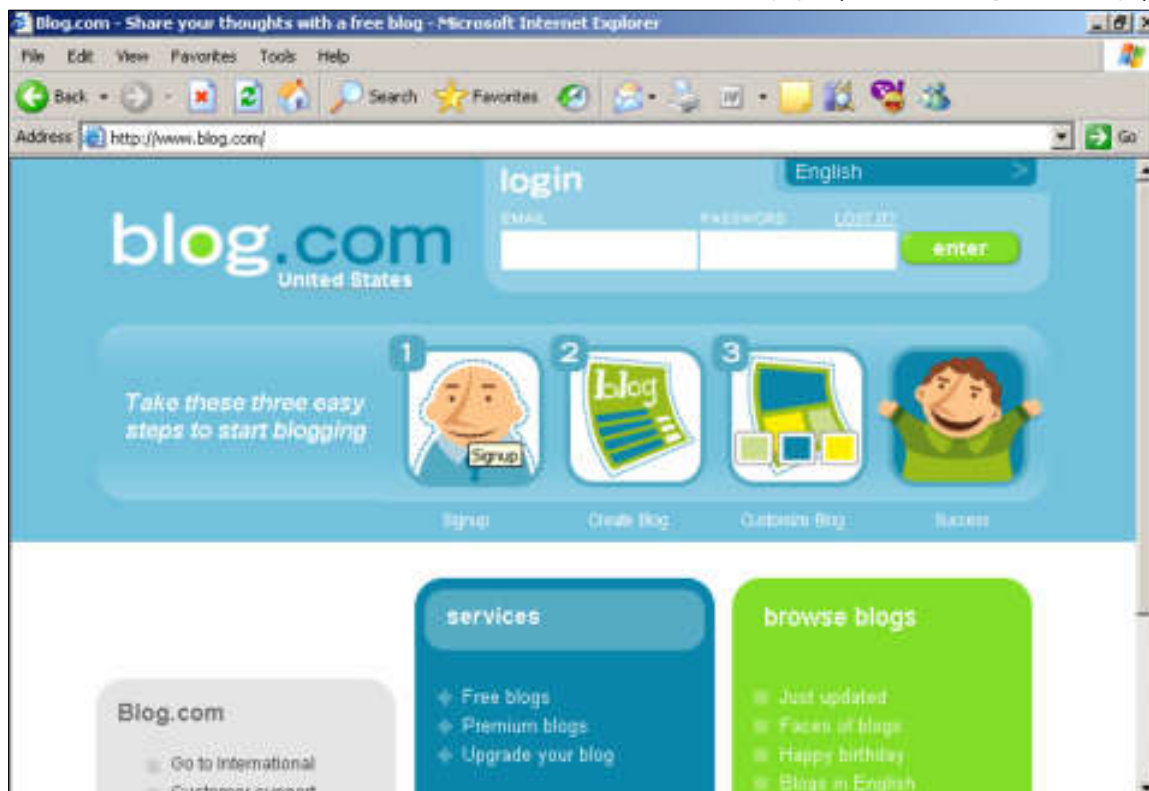 Blog.com - Share your thoughts with a free blog - Microsoft Internet Explorer
File Edit View Favorites Tools Help
Back Search Favorites
Address http://www.blog.com/ Go
login
English >
EMAIL PASSWORD LOST IT?
blog.com
enter
United States
1 2 3
blog
Take these three easy
steps to start blogging
Signup
Signup Create Blog Customize Blog Success
services
browse blogs
Free blogs
Premium blogs
Upgrade your blog
Just updated
Faces of blogs
Happy birthday
Blogs in English
Blog.com
Go to International
Customer support